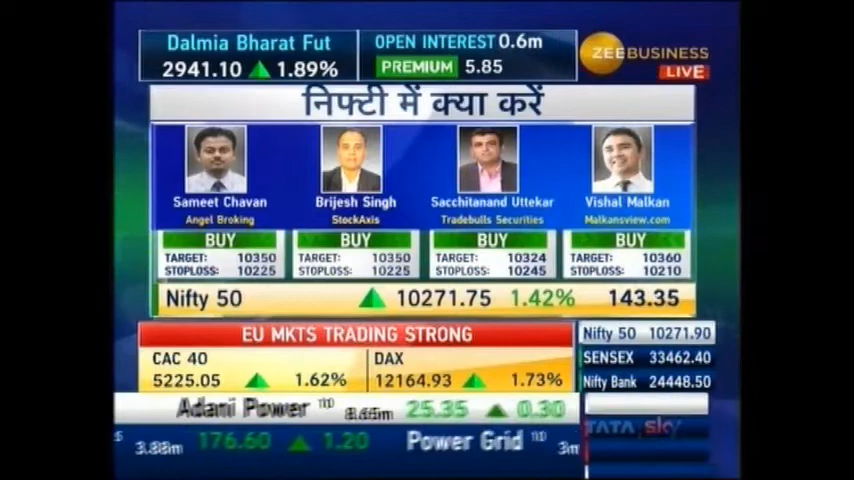 Dalmia Bharat Fut
2941.10 1.89%
OPEN INTEREST 0.6m
PREMIUM 5.85
ZEEBUSINESS
LIVE
निफ्टी में क्या करें
Sameet Chavan
Angel Broking
Brijesh Singh
StockAxis
Sacchitanand Uttekar
Tradebulls Securities
Vishal Malkan
Malkansview.com
BUY
TARGET: 10350
STOPLOSS: 10225
BUY
TARGET: 10350
STOPLOSS: 10225
BUY
TARGET: 10324
STOPLOSS: 10245
BUY
TARGET: 10360
STOPLOSS: 10210
Nifty 50 10271.75 1.42% 143.35
EU MKTS TRADING STRONG
CAC 40
5225.05 1.62%
DAX
12164.93 1.73%
Nifty 50 10271.90
SENSEX 33462.40
Nifty Bank 24448.50
Adani Power 25.35 0.30
3.88m 176.60 1.20 Power Grid 3m
TATA sky